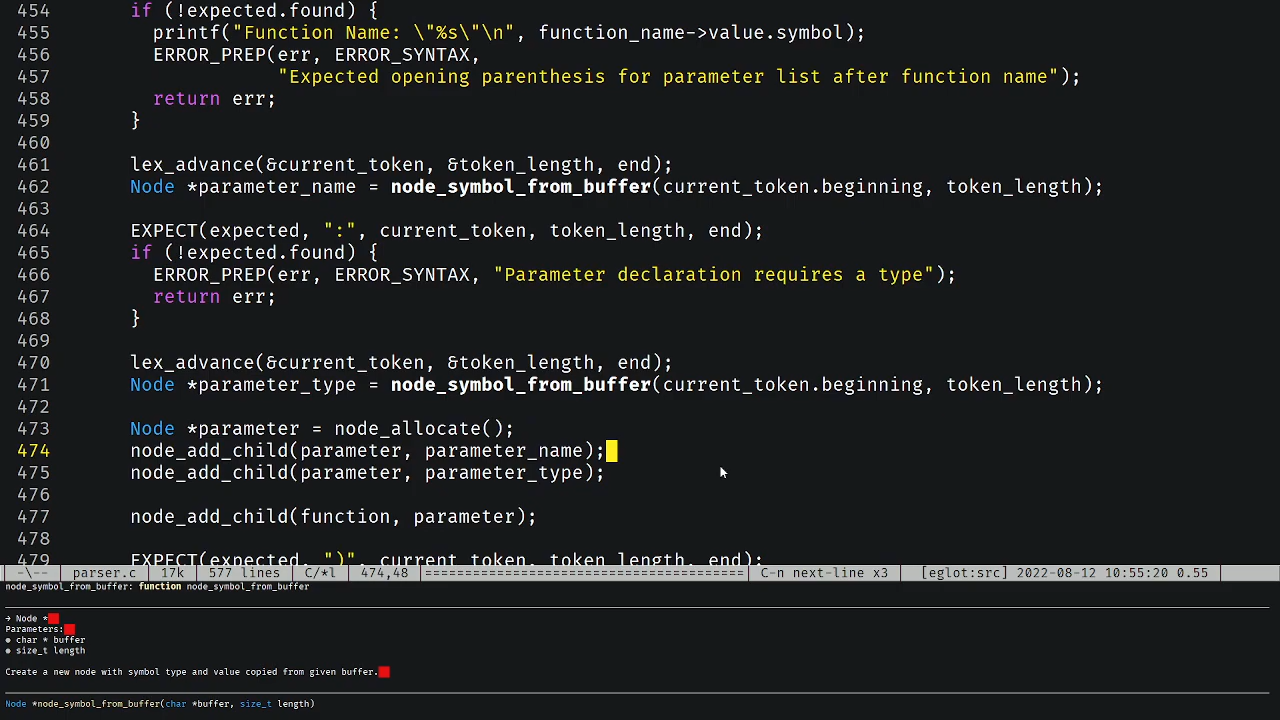 454 if (!expected.found) {
455 printf("Function Name: \"%s\"\n", function_name->value.symbol);
456 ERROR_PREP(err, ERROR_SYNTAX,
457 "Expected opening parenthesis for parameter list after function name");
458 return err;
459 }
460
461 lex_advance(&current_token, &token_length, end);
462 Node *parameter_name = node_symbol_from_buffer(current_token.beginning, token_length);
463
464 EXPECT(expected, ":", current_token, token_length, end);
465 if (!expected.found) {
466 ERROR_PREP(err, ERROR_SYNTAX, "Parameter declaration requires a type");
467 return err;
468 }
469
470 lex_advance(&current_token, &token_length, end);
471 Node *parameter_type = node_symbol_from_buffer(current_token.beginning, token_length);
472
473 Node *parameter = node_allocate();
474 node_add_child(parameter, parameter_name);
475 node_add_child(parameter, parameter_type);
476
477 node_add_child(function, parameter);
478
479 EXPECT(expected, ")", current_token, token_length, end);
-\-- parser.c 17k 577 lines C/*l 474,48 ============================= C-n next-line x3 [eglot:src] 2022-08-12 10:55:20 0.55
node_symbol_from_buffer: function node_symbol_from_buffer
→ Node *
Parameters:
● char * buffer
● size_t length
Create a new node with symbol type and value copied from given buffer.
Node *node_symbol_from_buffer(char *buffer, size_t length)